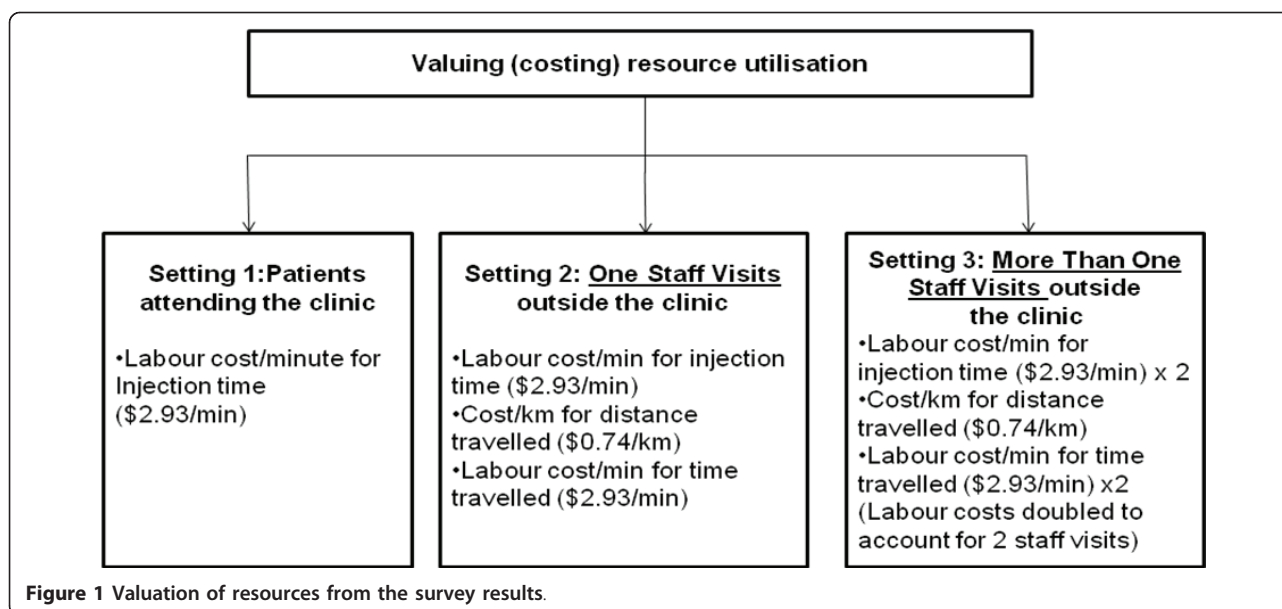 Valuing (costing) resource utilisation
Setting 1:Patients
attending the clinic
•Labour cost/minute for
Injection time
($2.93/min)
Setting 2: One Staff Visits
outside the clinic
•Labour cost/min for injection
time ($2.93/min)
•Cost/km for distance
travelled ($0.74/km)
•Labour cost/min for time
travelled ($2.93/min)
Setting 3: More Than One
Staff Visits outside
the clinic
•Labour cost/min for
injection time ($2.93/min) x 2
•Cost/km for distance
travelled ($0.74/km)
•Labour cost/min for time
travelled ($2.93/min) x2
(Labour costs doubled to
account for 2 staff visits)
Figure 1 Valuation of resources from the survey results.